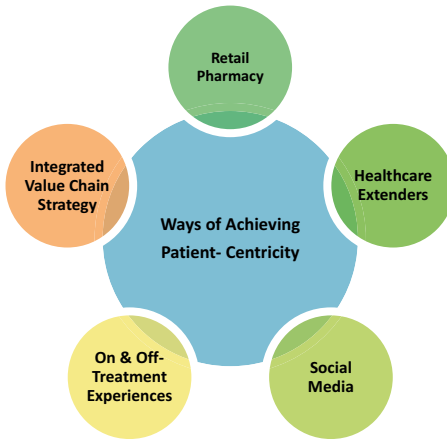 Retail
Pharmacy
Integrated
Value Chain
Strategy
Healthcare
Extenders
Ways of Achieving
Patient- Centricity
On & Off-
Treatment
Experiences
Social
Media